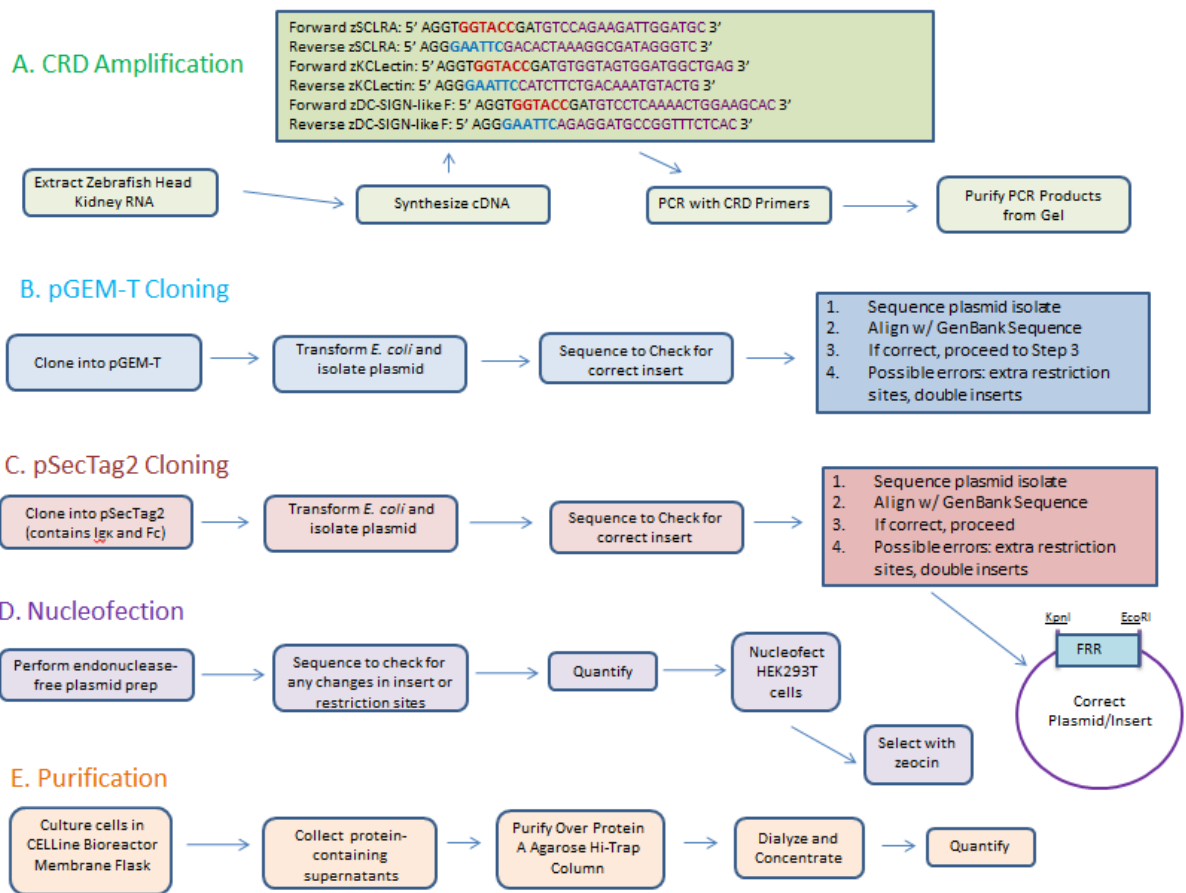 A. CRD Amplification
Forward zSCLRA: 5' AGGTGGTACCGATGTCCAGAAGATTGGATGC 3'
Reverse zSCLRA: 5' AGGGAATTCGACACTAAAGGCGATAGGGTC 3'
Forward zKCLectin: 5' AGGTGGTACCGATGTGGTAGTGGATGGCTGAG 3'
Reverse zKCLectin: 5' AGGGAATTCCATCTTCTGACAAATGTACTG 3'
Forward zDC-SIGN-like F: 5' AGGTGGTACCGATGTCCTCAAAACTGGAAGCAC 3'
Reverse zDC-SIGN-like F: 5' AGGGAATTCAGAGGATGCCGGTTTCTCAC 3'
Extract Zebrafish Head
Kidney RNA
Synthesize cDNA
PCR with CRD Primers
Purify PCR Products
from Gel
B. pGEM-T Cloning
Clone into pGEM-T
Transform E. coli and
isolate plasmid
Sequence to Check for
correct insert
1. Sequence plasmid isolate
2. Align w/ GenBank Sequence
3. If correct, proceed to Step 3
4. Possible errors: extra restriction
sites, double inserts
C. pSecTag2 Cloning
Clone into pSecTag2
(contains Igκ and Fc)
Transform E. coli and
isolate plasmid
Sequence to Check for
correct insert
1. Sequence plasmid isolate
2. Align w/ GenBank Sequence
3. If correct, proceed
4. Possible errors: extra restriction
sites, double inserts
D. Nucleofection
Perform endonuclease-
free plasmid prep
Sequence to check for
any changes in insert or
restriction sites
Quantify
Nucleofect
HEK293T
cells
Select with
zeocin
KpnI
EcoRI
FRR
Correct
Plasmid/Insert
E. Purification
Culture cells in
CELLine Bioreactor
Membrane Flask
Collect protein-
containing
supernatants
Purify Over Protein
A Agarose Hi-Trap
Column
Dialyze and
Concentrate
Quantify